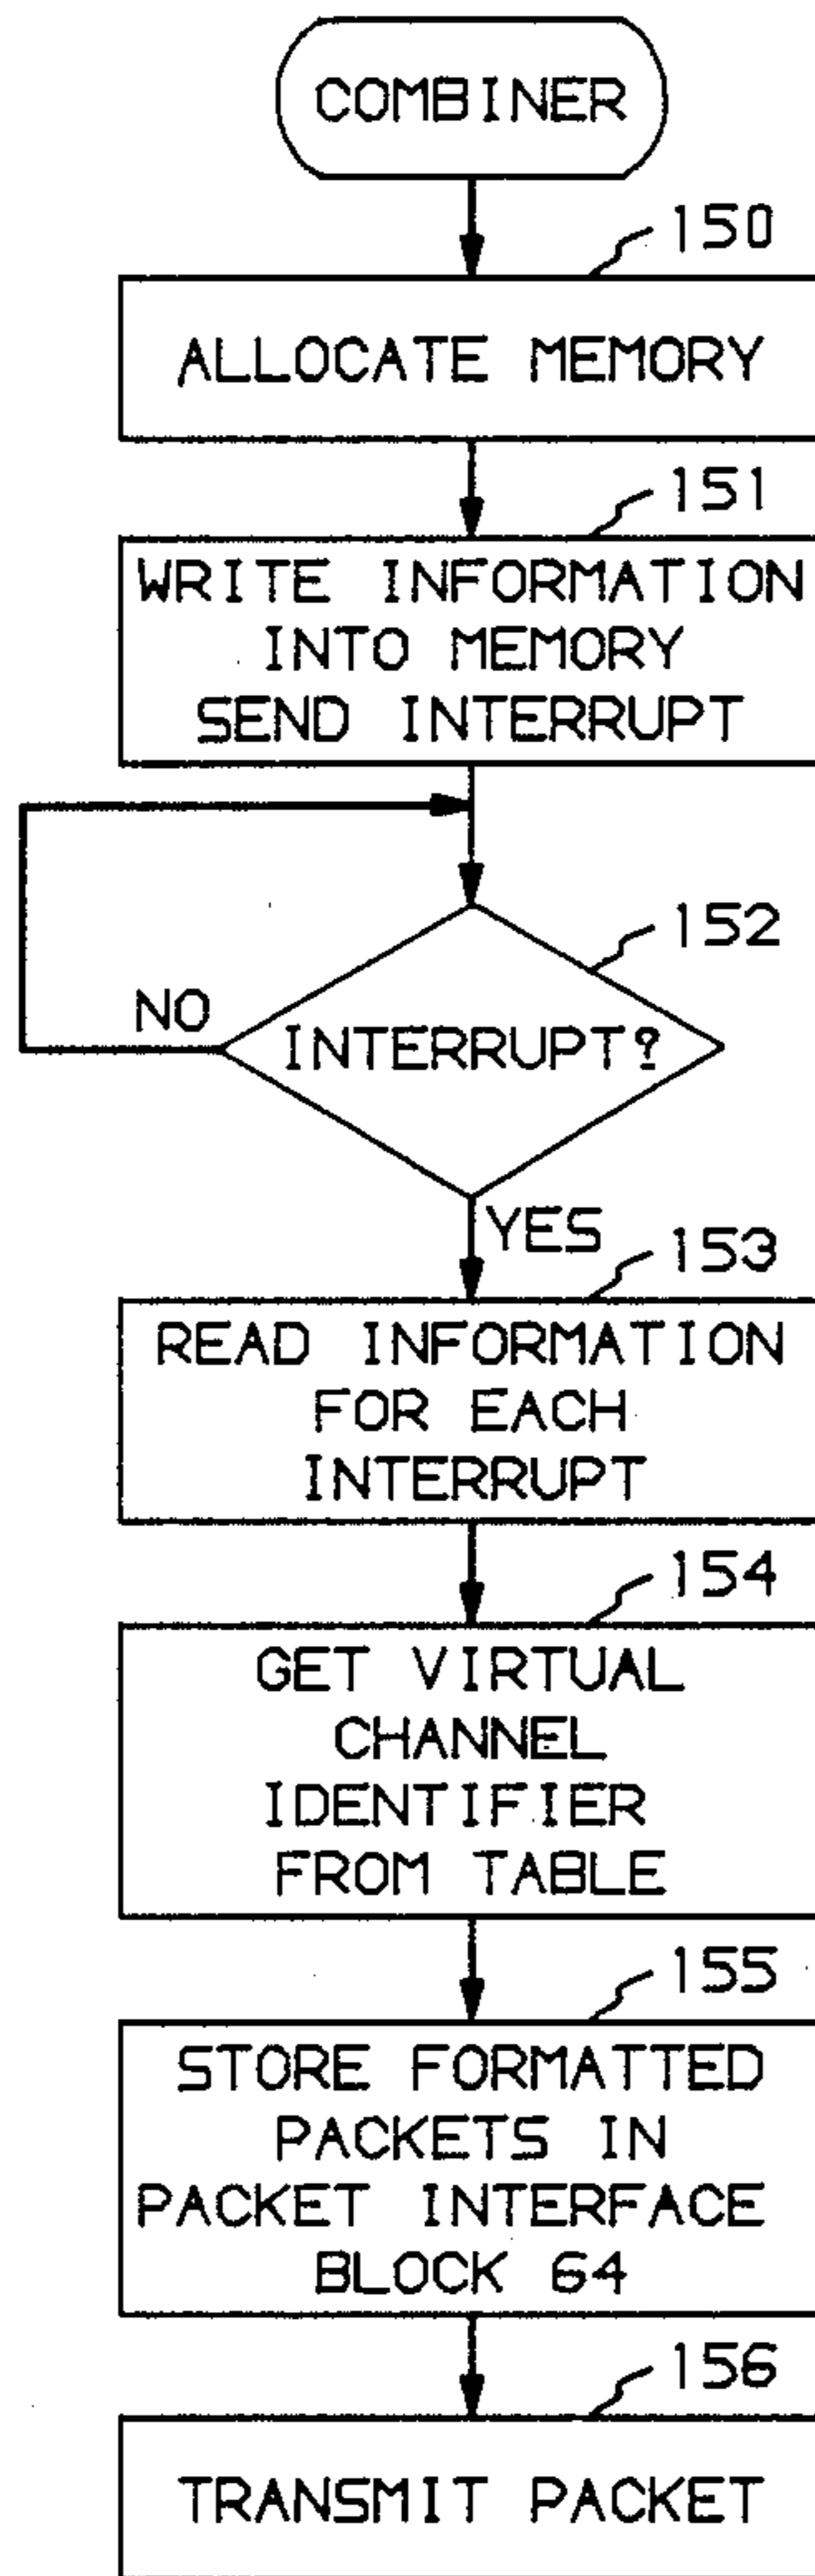 COMBINER
150
ALLOCATE MEMORY
151
WRITE INFORMATION
INTO MEMORY
SEND INTERRUPT
152
NO
INTERRUPT?
YES
153
READ INFORMATION
FOR EACH
INTERRUPT
154
GET VIRTUAL
CHANNEL
IDENTIFIER
FROM TABLE
155
STORE FORMATTED
PACKETS IN
PACKET INTERFACE
BLOCK 64
156
TRANSMIT PACKET